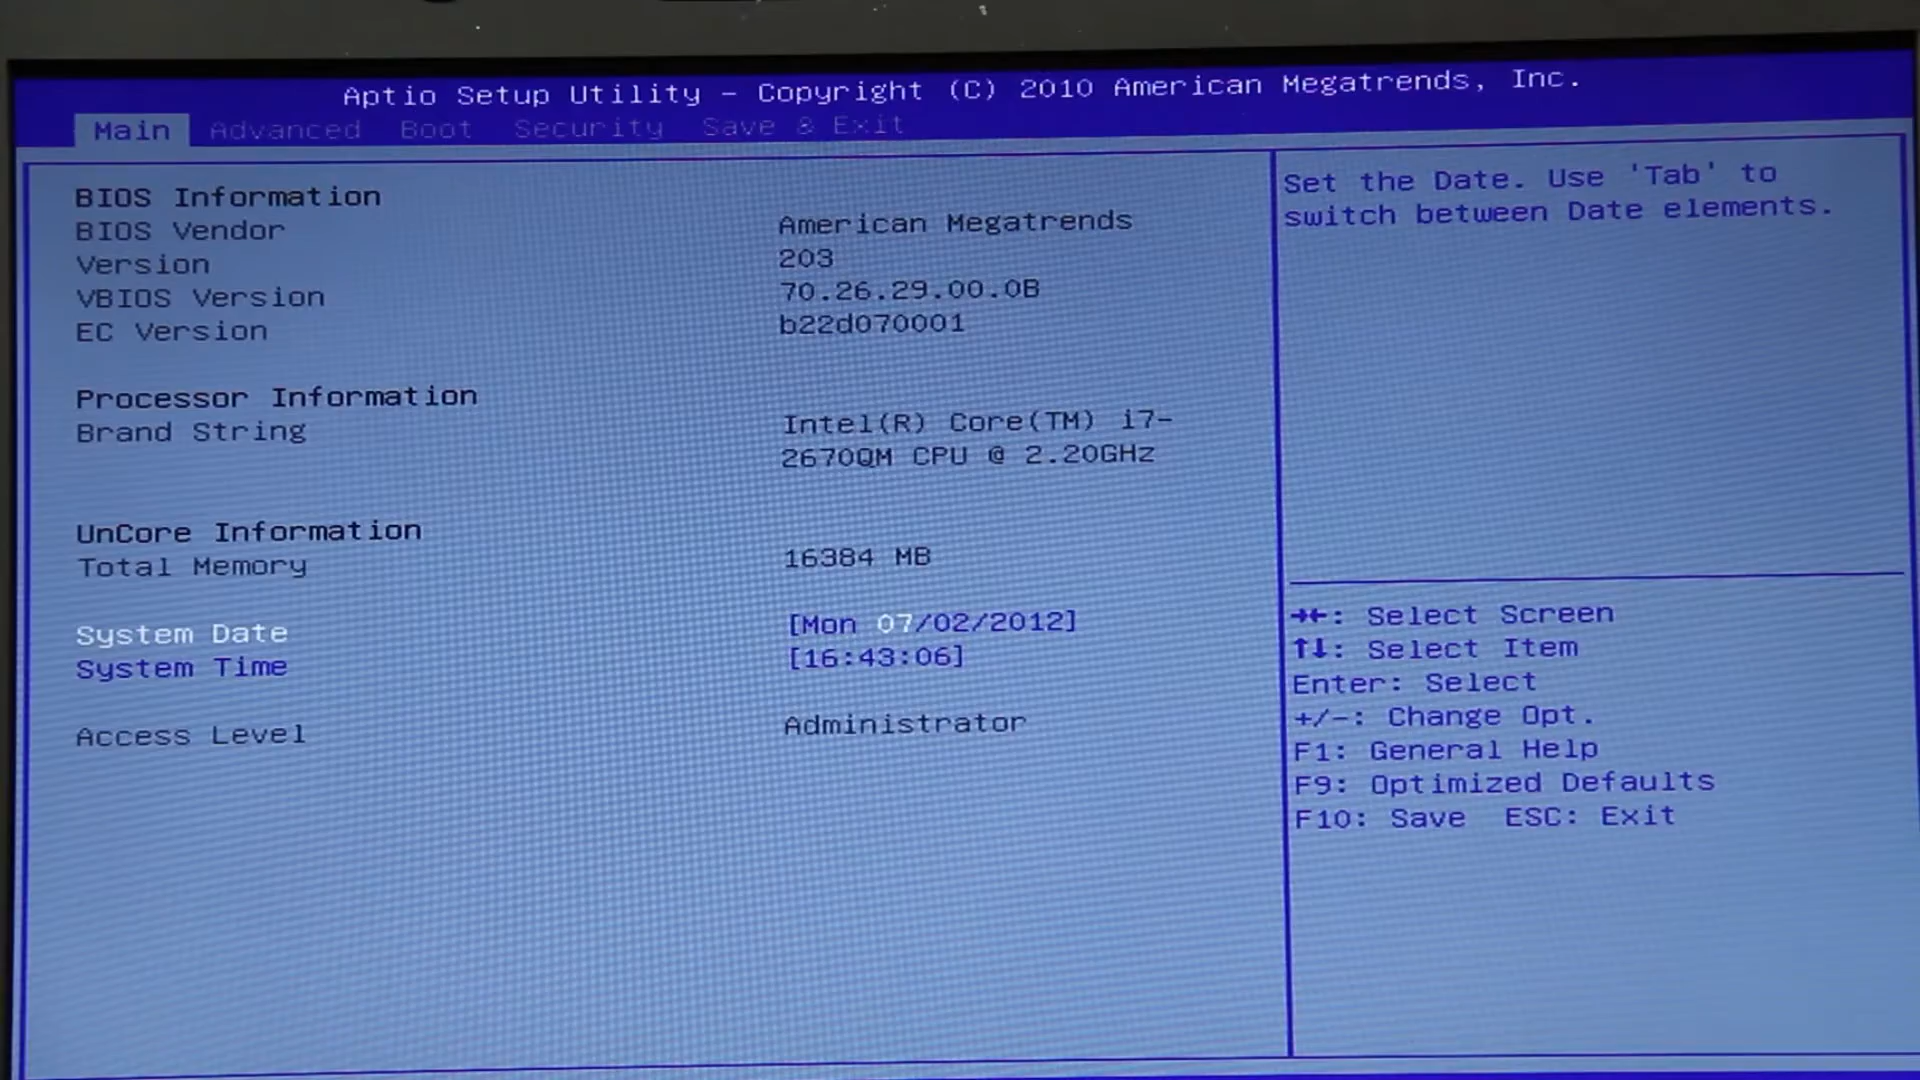 Aptio Setup Utility - Copyright (C) 2010 American Megatrends, Inc.
Main Advanced Boot Security Save & Exit
BIOS Information
BIOS Vendor American Megatrends
Version 203
VBIOS Version 70.26.29.00.0B
EC Version b22d070001
Processor Information
Brand String Intel(R) Core(TM) i7-
2670QM CPU @ 2.20GHz
UnCore Information
Total Memory 16384 MB
System Date [Mon 07/02/2012]
System Time [16:43:06]
Access Level Administrator
Set the Date. Use 'Tab' to
switch between Date elements.
→←: Select Screen
↑↓: Select Item
Enter: Select
+/-: Change Opt.
F1: General Help
F9: Optimized Defaults
F10: Save ESC: Exit